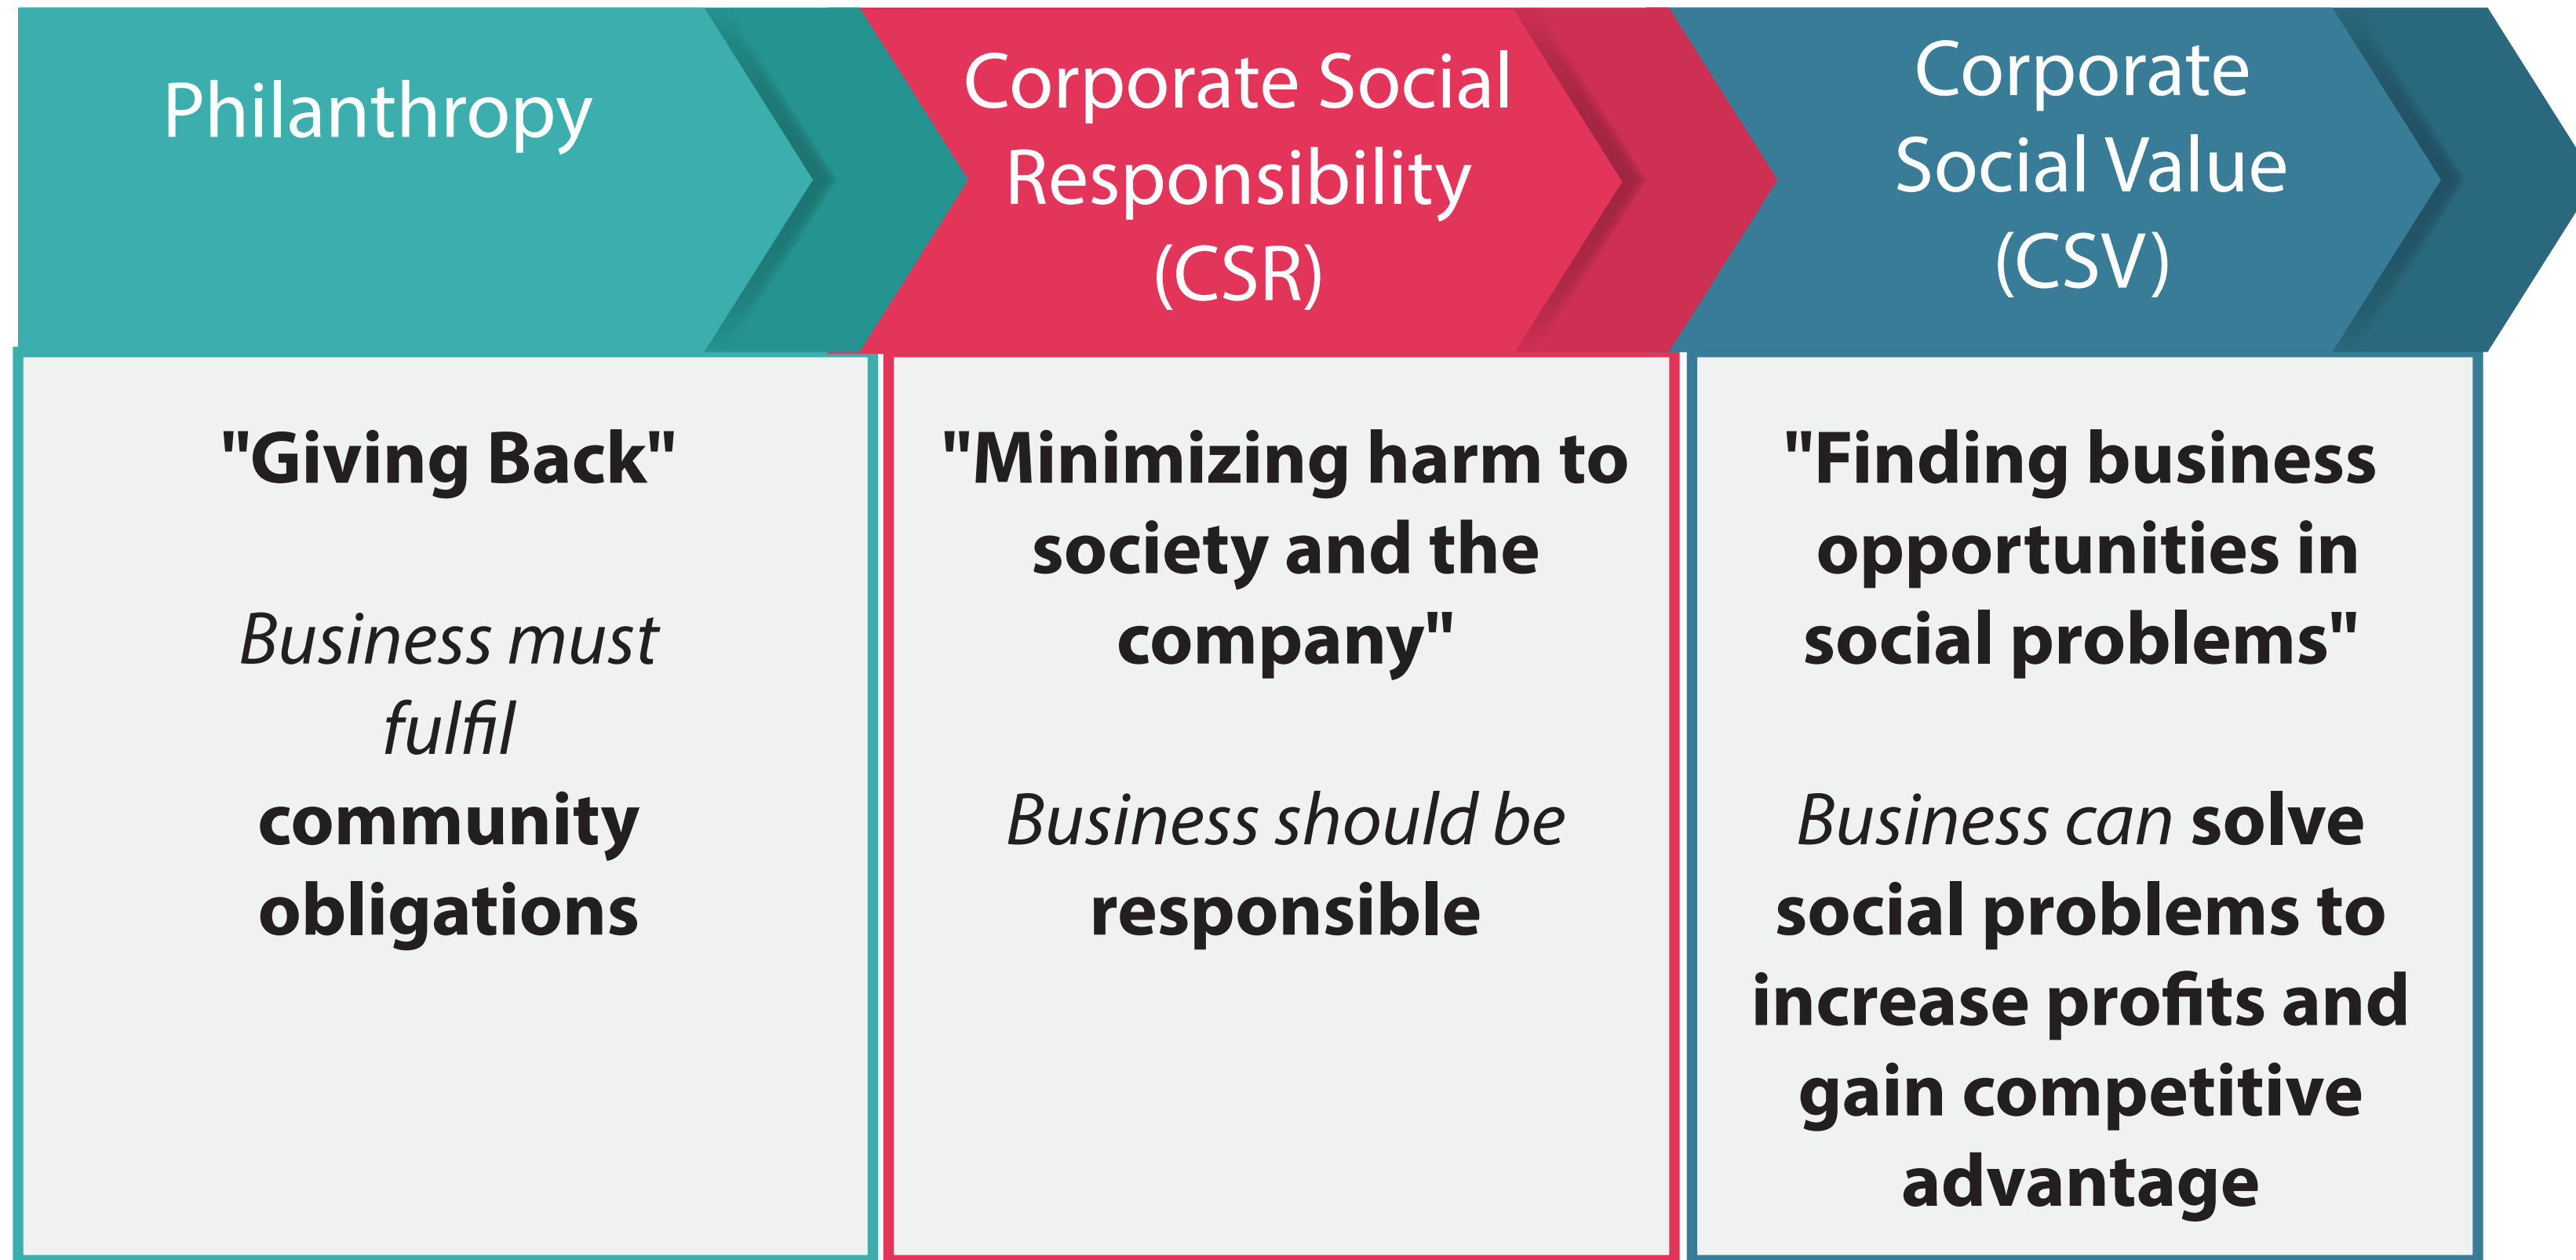 Philanthropy
Corporate Social
Responsibility
(CSR)
Corporate
Social Value
(CSV)
"Giving Back"
Business must
fulfil
community
obligations
"Minimizing harm to
society and the
company"
Business should be
responsible
"Finding business
opportunities in
social problems"
Business can solve
social problems to
increase profits and
gain competitive
advantage